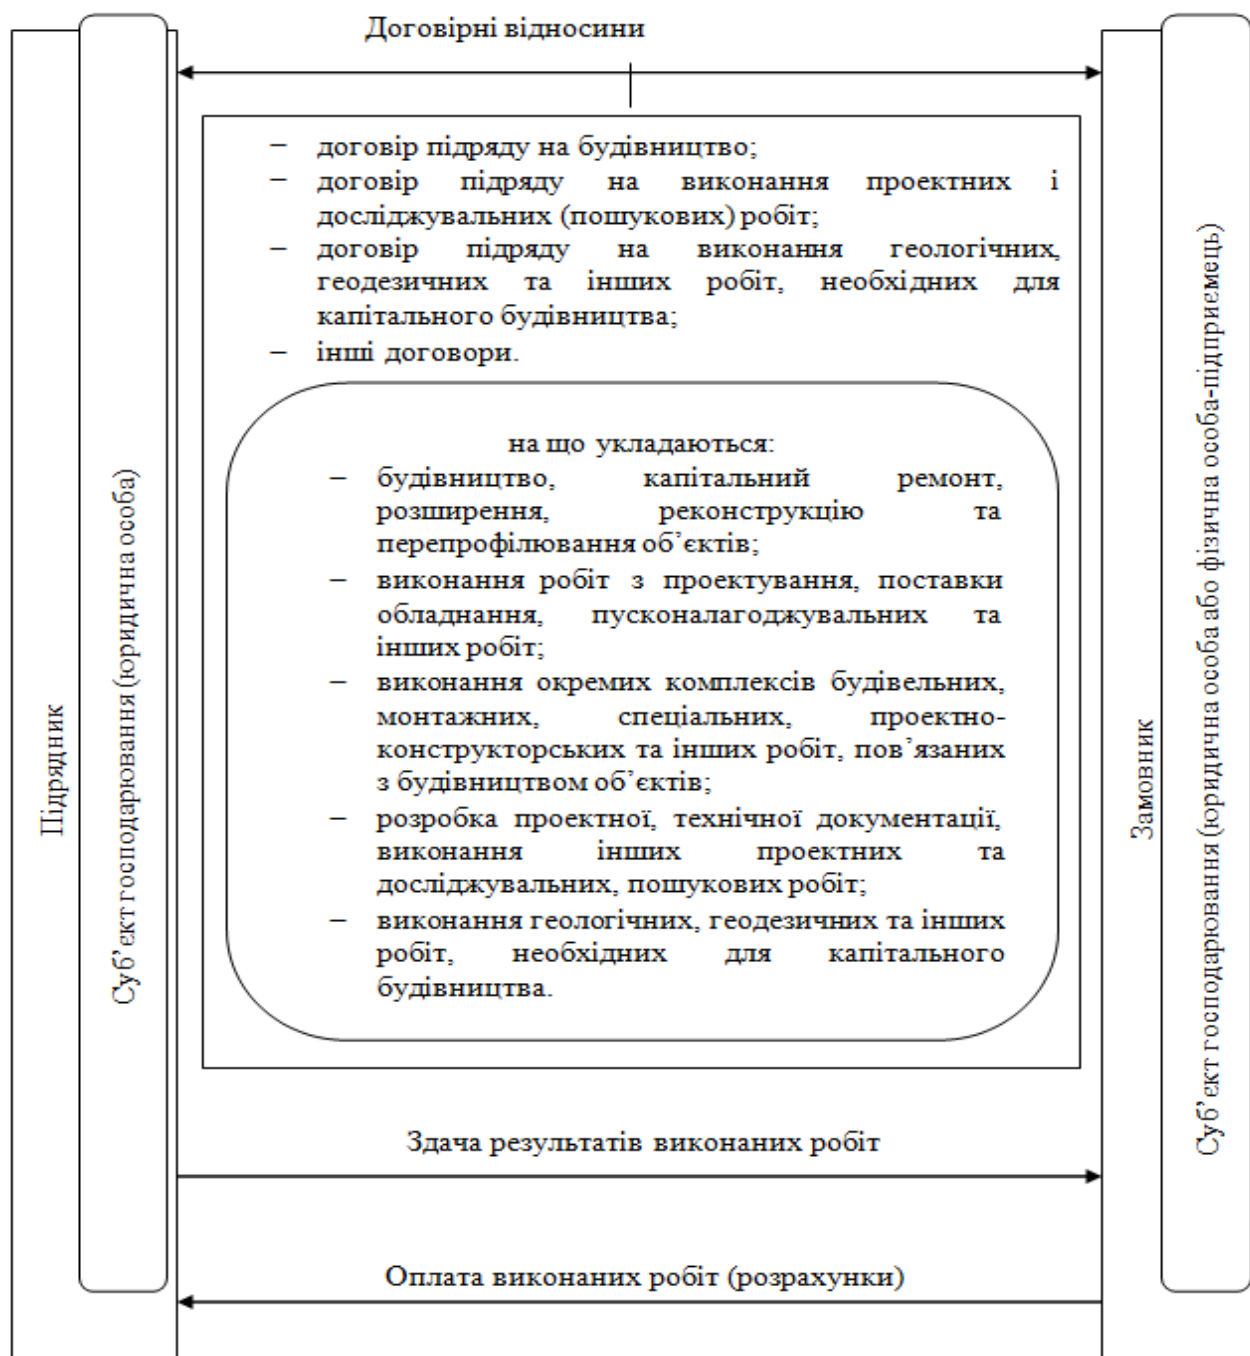 Договірні відносини
– договір підряду на будівництво;
– договір підряду на виконання проектних і
досліджувальних (пошукових) робіт;
– договір підряду на виконання геологічних,
геодезичних та інших робіт, необхідних для
капітального будівництва;
– інші договори.
на що укладаються:
– будівництво, капітальний ремонт,
розширення, реконструкцію та
перепрофілювання об’єктів;
– виконання робіт з проектування, поставки
обладнання, пусконалагоджувальних та
інших робіт;
– виконання окремих комплексів будівельних,
монтажних, спеціальних, проектно-
конструкторських та інших робіт, пов’язаних
з будівництвом об’єктів;
– розробка проектної, технічної документації,
виконання інших проектних та
досліджувальних, пошукових робіт;
– виконання геологічних, геодезичних та інших
робіт, необхідних для капітального
будівництва.
Підрядник
Суб’єкт господарювання (юридична особа)
Замовник
Суб’єкт господарювання (юридична особа або фізична особа-підприємець)
Здача результатів виконаних робіт
Оплата виконаних робіт (розрахунки)